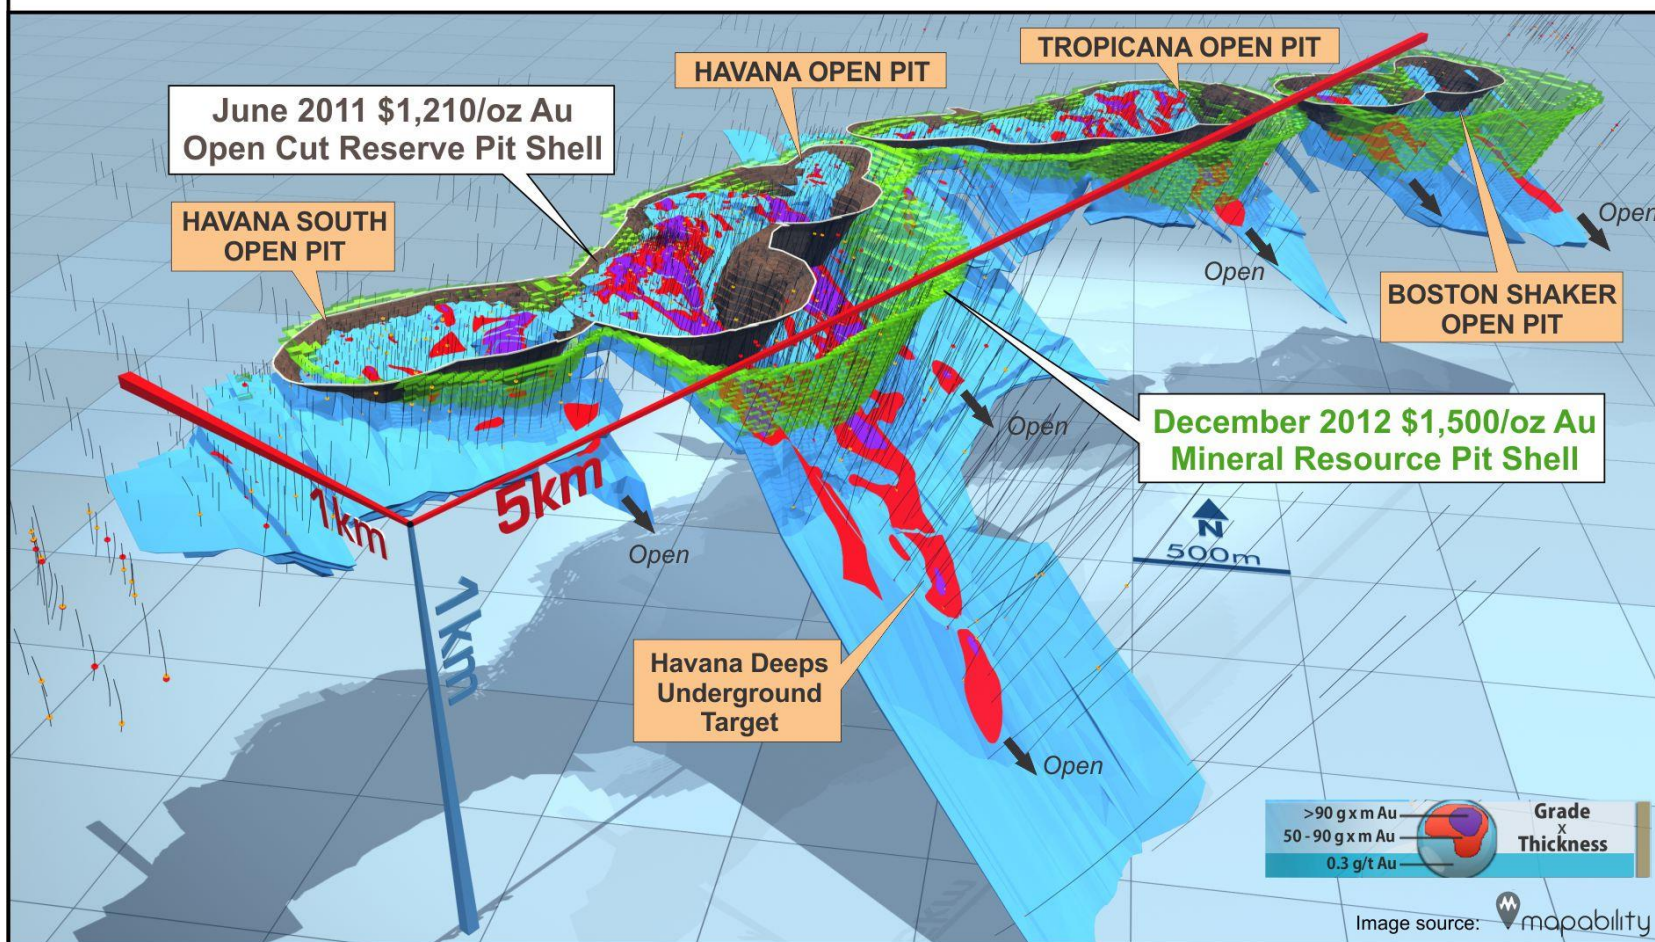 TROPICANA OPEN PIT
HAVANA OPEN PIT
June 2011 $1,210/oz Au
Open Cut Reserve Pit Shell
HAVANA SOUTH
OPEN PIT
Open
Open
BOSTON SHAKER
OPEN PIT
December 2012 $1,500/oz Au
Mineral Resource Pit Shell
Open
1km
5km
Open
N
500m
1km
Havana Deeps
Underground
Target
Open
>90 g x m Au
50 - 90 g x m Au
0.3 g/t Au
Grade
x
Thickness
Image source:
mapability